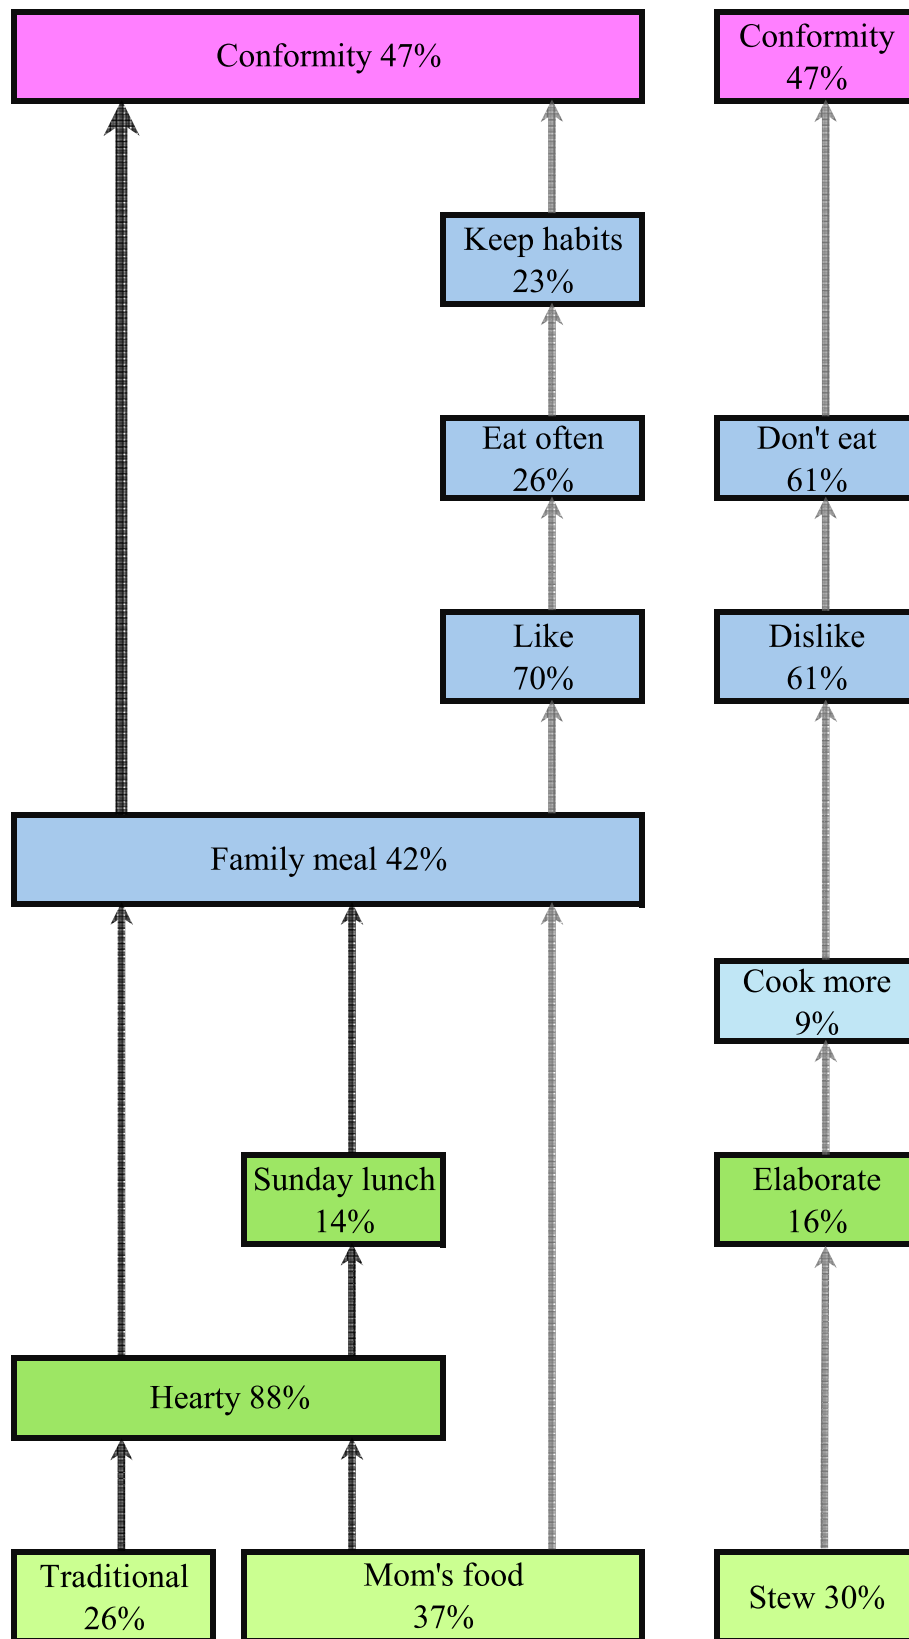 Conformity 47%
Conformity
47%
Keep habits
23%
Eat often
26%
Don't eat
61%
Like
70%
Dislike
61%
Family meal 42%
Cook more
9%
Sunday lunch
14%
Elaborate
16%
Hearty 88%
Traditional
26%
Mom's food
37%
Stew 30%